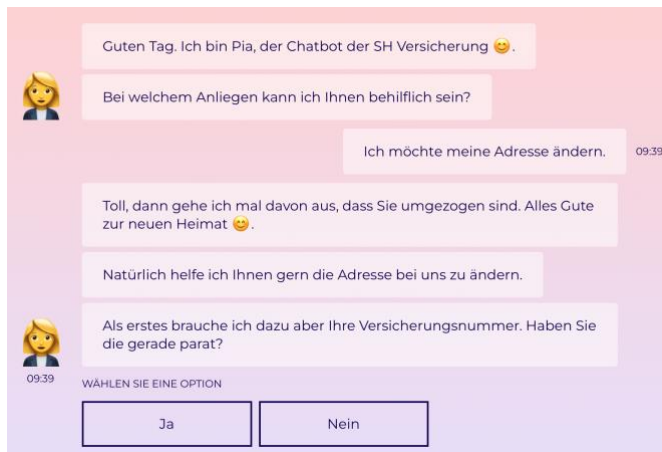 Guten Tag. Ich bin Pia, der Chatbot der SH Versicherung 😊.
Bei welchem Anliegen kann ich Ihnen behilflich sein?
Ich möchte meine Adresse ändern.
09:39
Toll, dann gehe ich mal davon aus, dass Sie umgezogen sind. Alles Gute
zur neuen Heimat 😊.
Natürlich helfe ich Ihnen gern die Adresse bei uns zu ändern.
Als erstes brauche ich dazu aber Ihre Versicherungsnummer. Haben Sie
die gerade parat?
09:39
WÄHLEN SIE EINE OPTION
Ja
Nein